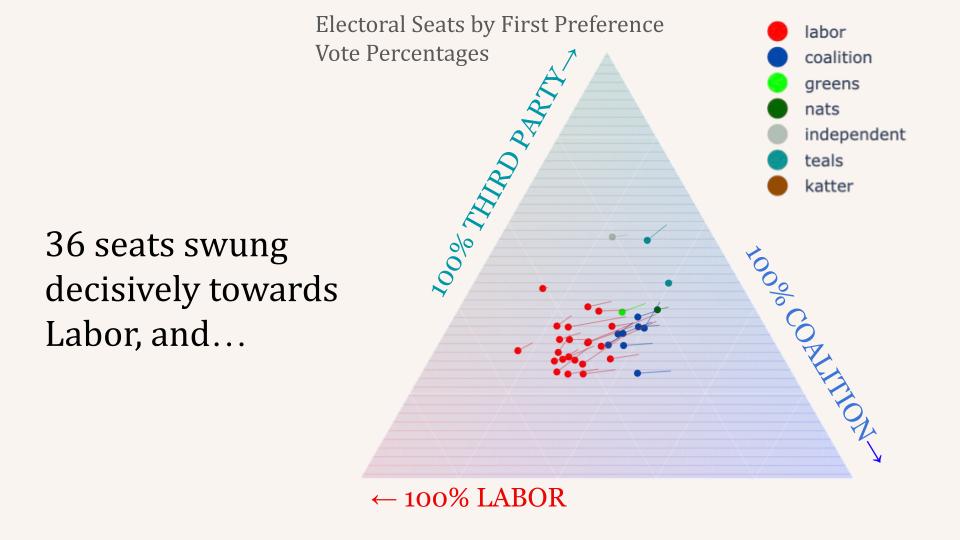 Electoral Seats by First Preference
Vote Percentages
labor
coalition
greens
nats
independent
teals
katter
100% THIRD PARTY→
36 seats swung
decisively towards
Labor, and…
100% COALITION→
← 100% LABOR